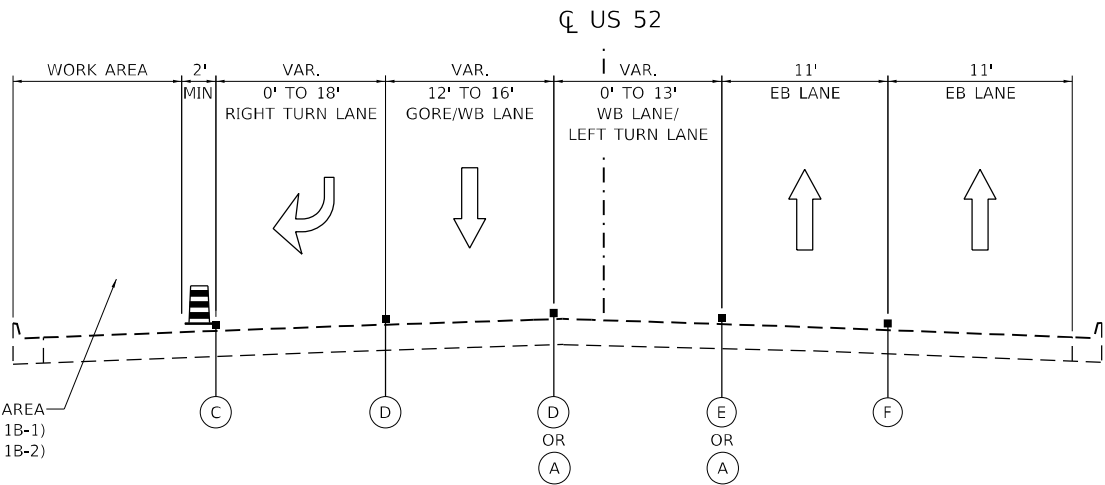 ℄ US 52
WORK AREA
2'
MIN
VAR.
0' TO 18'
RIGHT TURN LANE
VAR.
12' TO 16'
GORE/WB LANE
VAR.
0' TO 13'
WB LANE/
LEFT TURN LANE
11'
EB LANE
11'
EB LANE
AREA
1B-1)
1B-2)
C
D
D
OR
A
E
OR
A
F